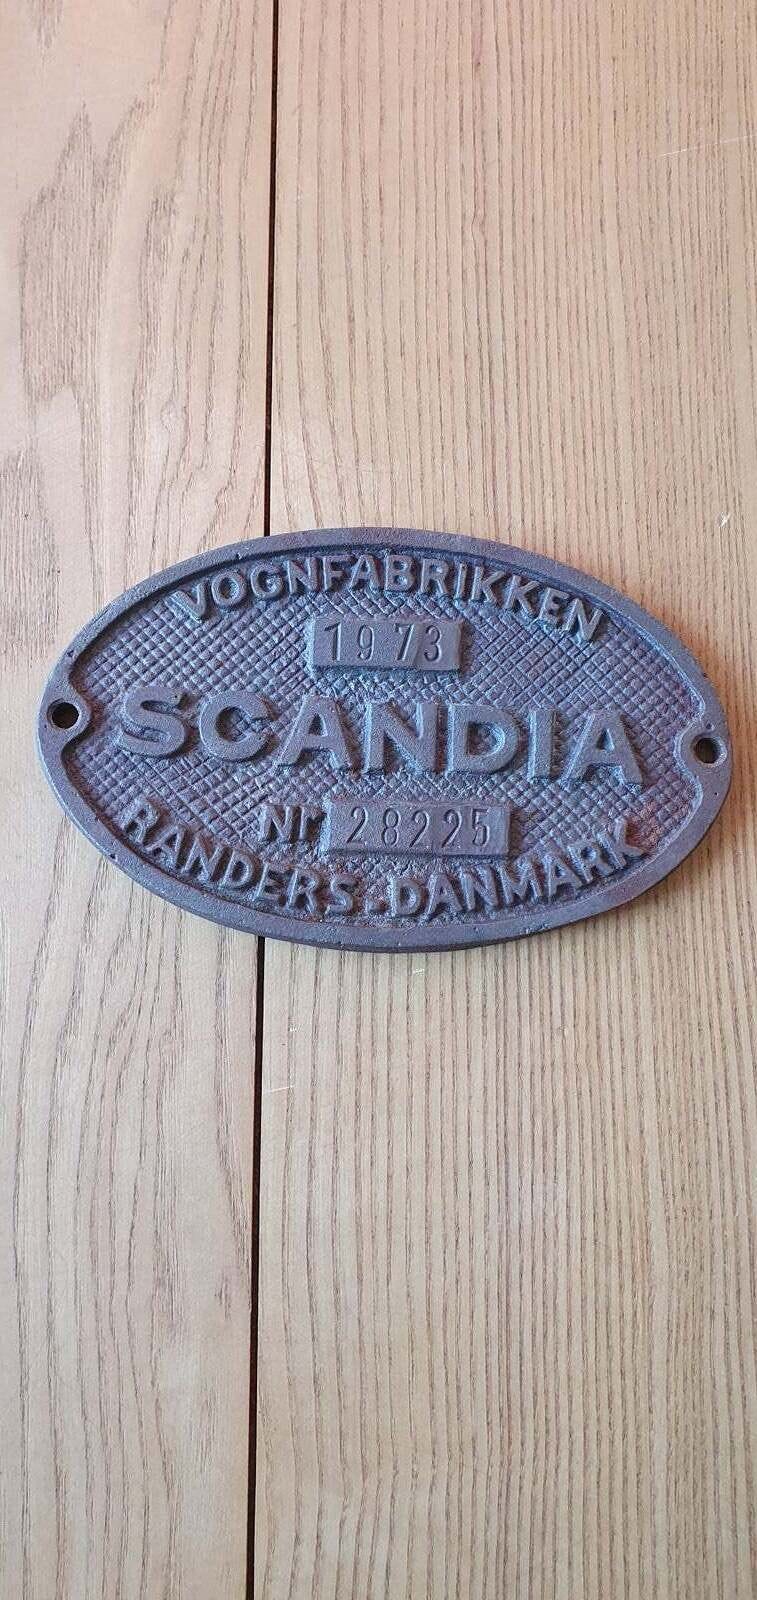 VOGNFABRIKKEN
1973
SCANDIA
Nr 28225
RANDERS-DANMARK